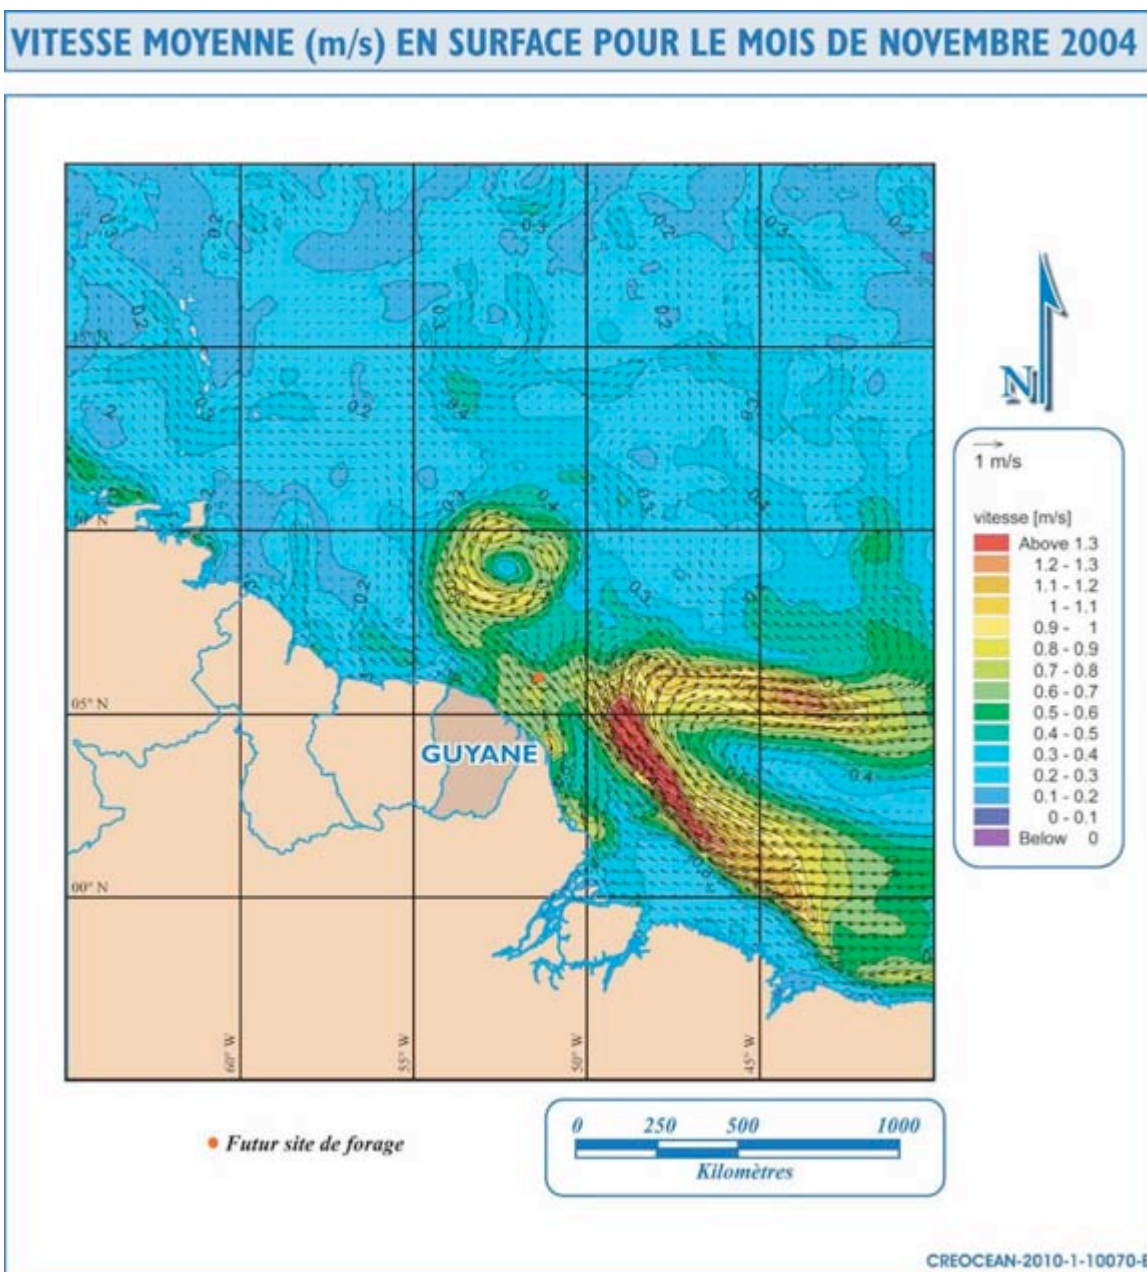 VITESSE MOYENNE (m/s) EN SURFACE POUR LE MOIS DE NOVEMBRE 2004
N
1 m/s
vitesse [m/s]
Above 1.3
1.2 - 1.3
1.1 - 1.2
1 - 1.1
0.9 - 1
0.8 - 0.9
0.7 - 0.8
0.6 - 0.7
0.5 - 0.6
0.4 - 0.5
0.3 - 0.4
0.2 - 0.3
0.1 - 0.2
0 - 0.1
Below 0
05° N
GUYANE
00° N
60° W
55° W
50° W
45° W
Futur site de forage
0 250 500 1000
Kilomètres
CREOCEAN-2010-1-10070-